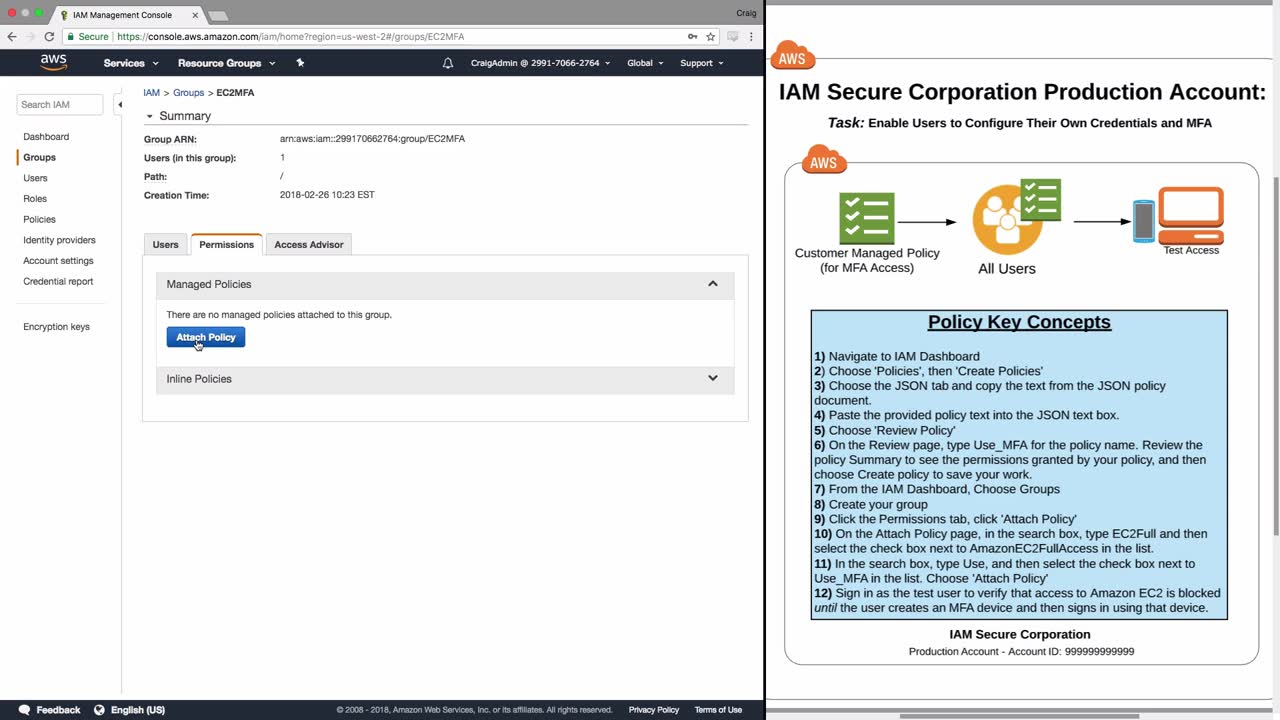 IAM Management Console
Craig
Secure | https://console.aws.amazon.com/iam/home?region=us-west-2#/groups/EC2MFA
aws
Services
Resource Groups
CraigAdmin @ 2991-7066-2764
Global
Support
Search IAM
Dashboard
Groups
Users
Roles
Policies
Identity providers
Account settings
Credential report
Encryption keys
IAM > Groups > EC2MFA
Summary
Group ARN: arn:aws:iam::299170662764:group/EC2MFA
Users (in this group): 1
Path: /
Creation Time: 2018-02-26 10:23 EST
Users
Permissions
Access Advisor
Managed Policies
There are no managed policies attached to this group.
Attach Policy
Inline Policies
Feedback
English (US)
© 2008 - 2018, Amazon Web Services, Inc. or its affiliates. All rights reserved.
Privacy Policy
Terms of Use
AWS
IAM Secure Corporation Production Account:
Task: Enable Users to Configure Their Own Credentials and MFA
AWS
Customer Managed Policy
(for MFA Access)
All Users
Test Access
Policy Key Concepts
1) Navigate to IAM Dashboard
2) Choose 'Policies', then 'Create Policies'
3) Choose the JSON tab and copy the text from the JSON policy
document.
4) Paste the provided policy text into the JSON text box.
5) Choose 'Review Policy'
6) On the Review page, type Use_MFA for the policy name. Review the
policy Summary to see the permissions granted by your policy, and then
choose Create policy to save your work.
7) From the IAM Dashboard, Choose Groups
8) Create your group
9) Click the Permissions tab, click 'Attach Policy'
10) On the Attach Policy page, in the search box, type EC2Full and then
select the check box next to AmazonEC2FullAccess in the list.
11) In the search box, type Use, and then select the check box next to
Use_MFA in the list. Choose 'Attach Policy'
12) Sign in as the test user to verify that access to Amazon EC2 is blocked
until the user creates an MFA device and then signs in using that device.
IAM Secure Corporation
Production Account - Account ID: 999999999999